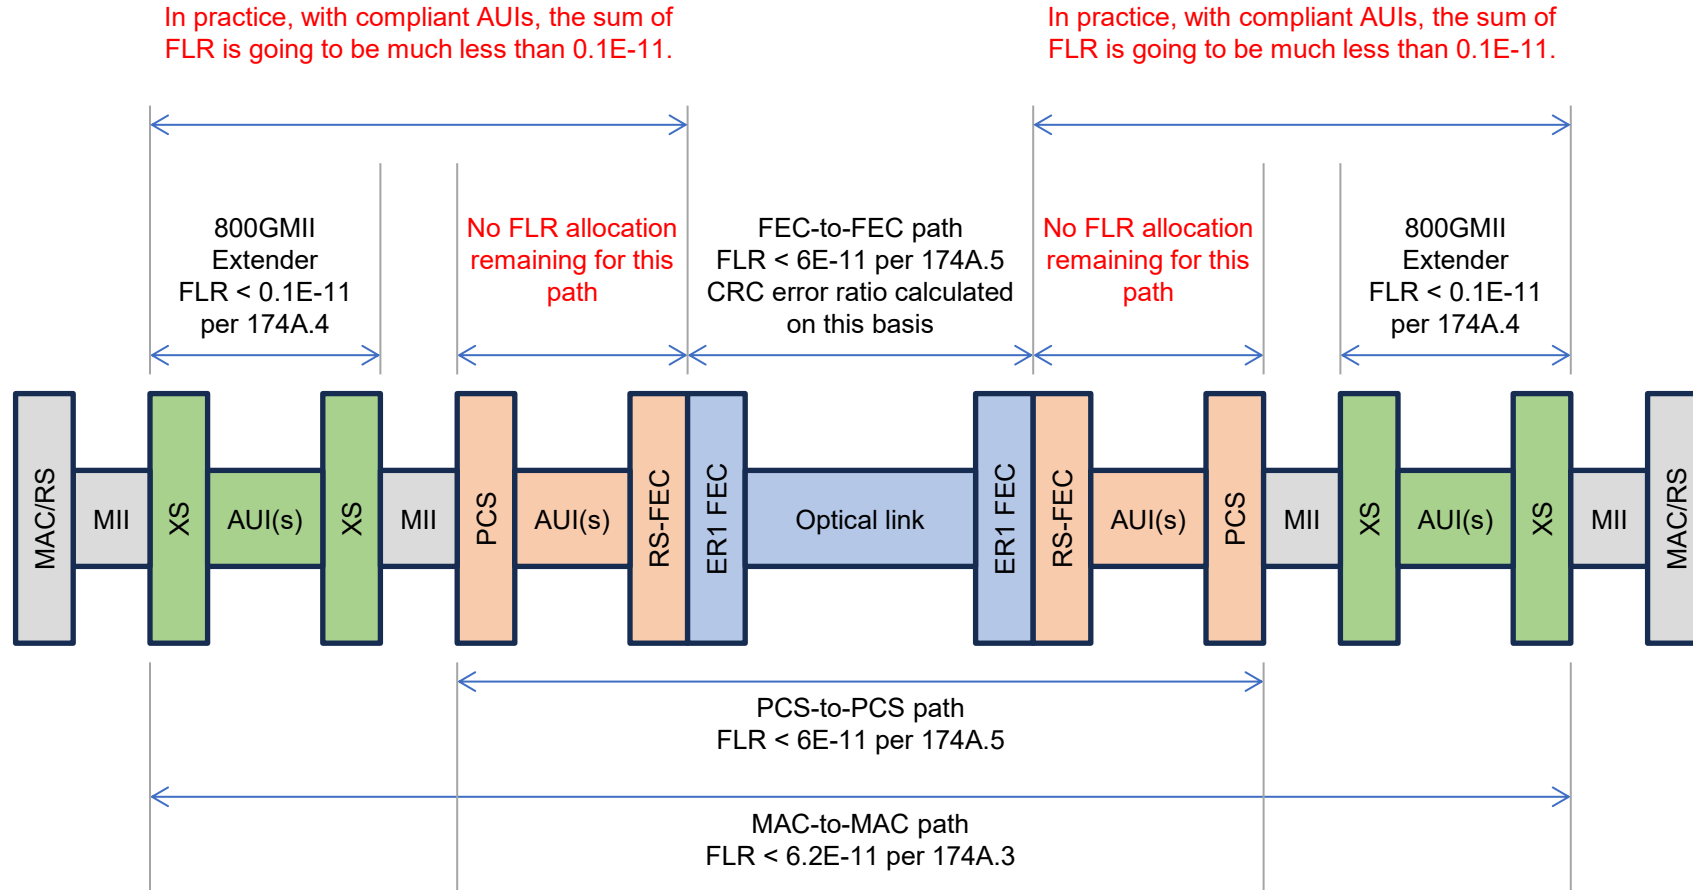 In practice, with compliant AUIs, the sum of
FLR is going to be much less than 0.1E-11.
In practice, with compliant AUIs, the sum of
FLR is going to be much less than 0.1E-11.
800GMII
Extender
FLR < 0.1E-11
per 174A.4
No FLR allocation
remaining for this
path
FEC-to-FEC path
FLR < 6E-11 per 174A.5
CRC error ratio calculated
on this basis
No FLR allocation
remaining for this
path
800GMII
Extender
FLR < 0.1E-11
per 174A.4
MAC/RS
MII
XS
AUI(s)
XS
MII
PCS
AUI(s)
RS-FEC
ER1 FEC
Optical link
ER1 FEC
RS-FEC
AUI(s)
PCS
MII
XS
AUI(s)
XS
MII
MAC/RS
PCS-to-PCS path
FLR < 6E-11 per 174A.5
MAC-to-MAC path
FLR < 6.2E-11 per 174A.3